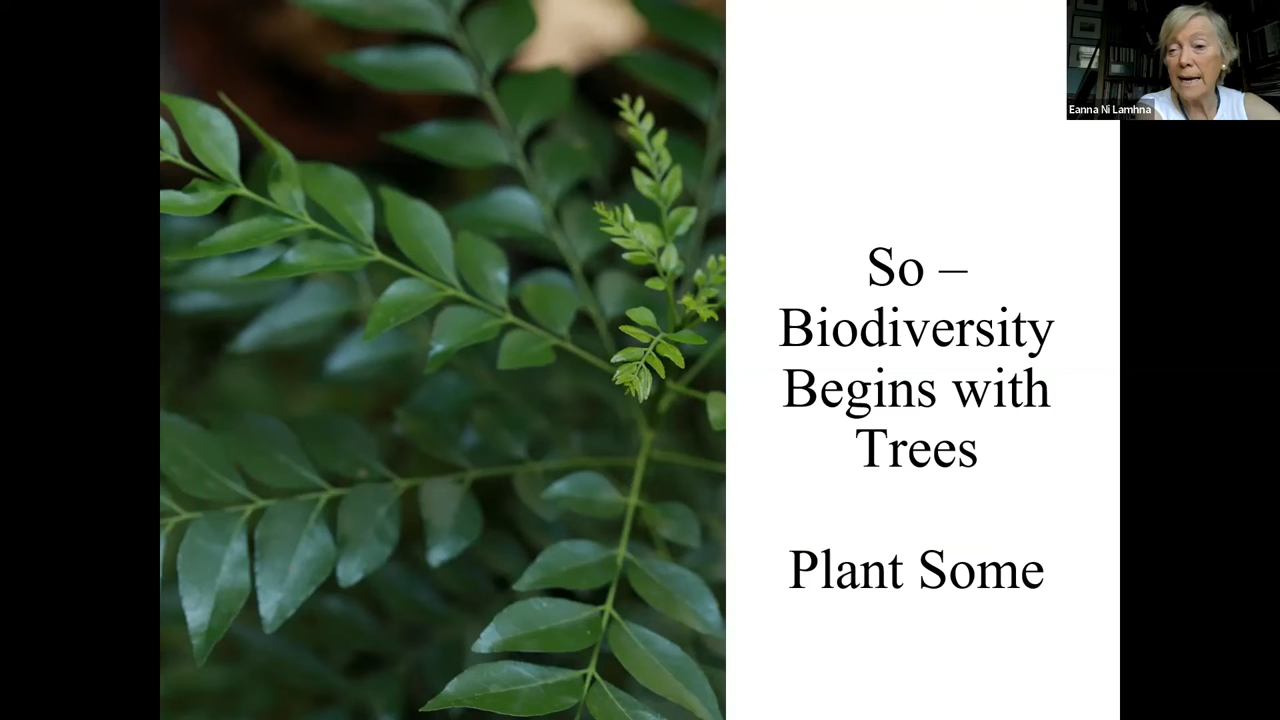 Eanna Ni Lamhna
So –
Biodiversity
Begins with
Trees
Plant Some